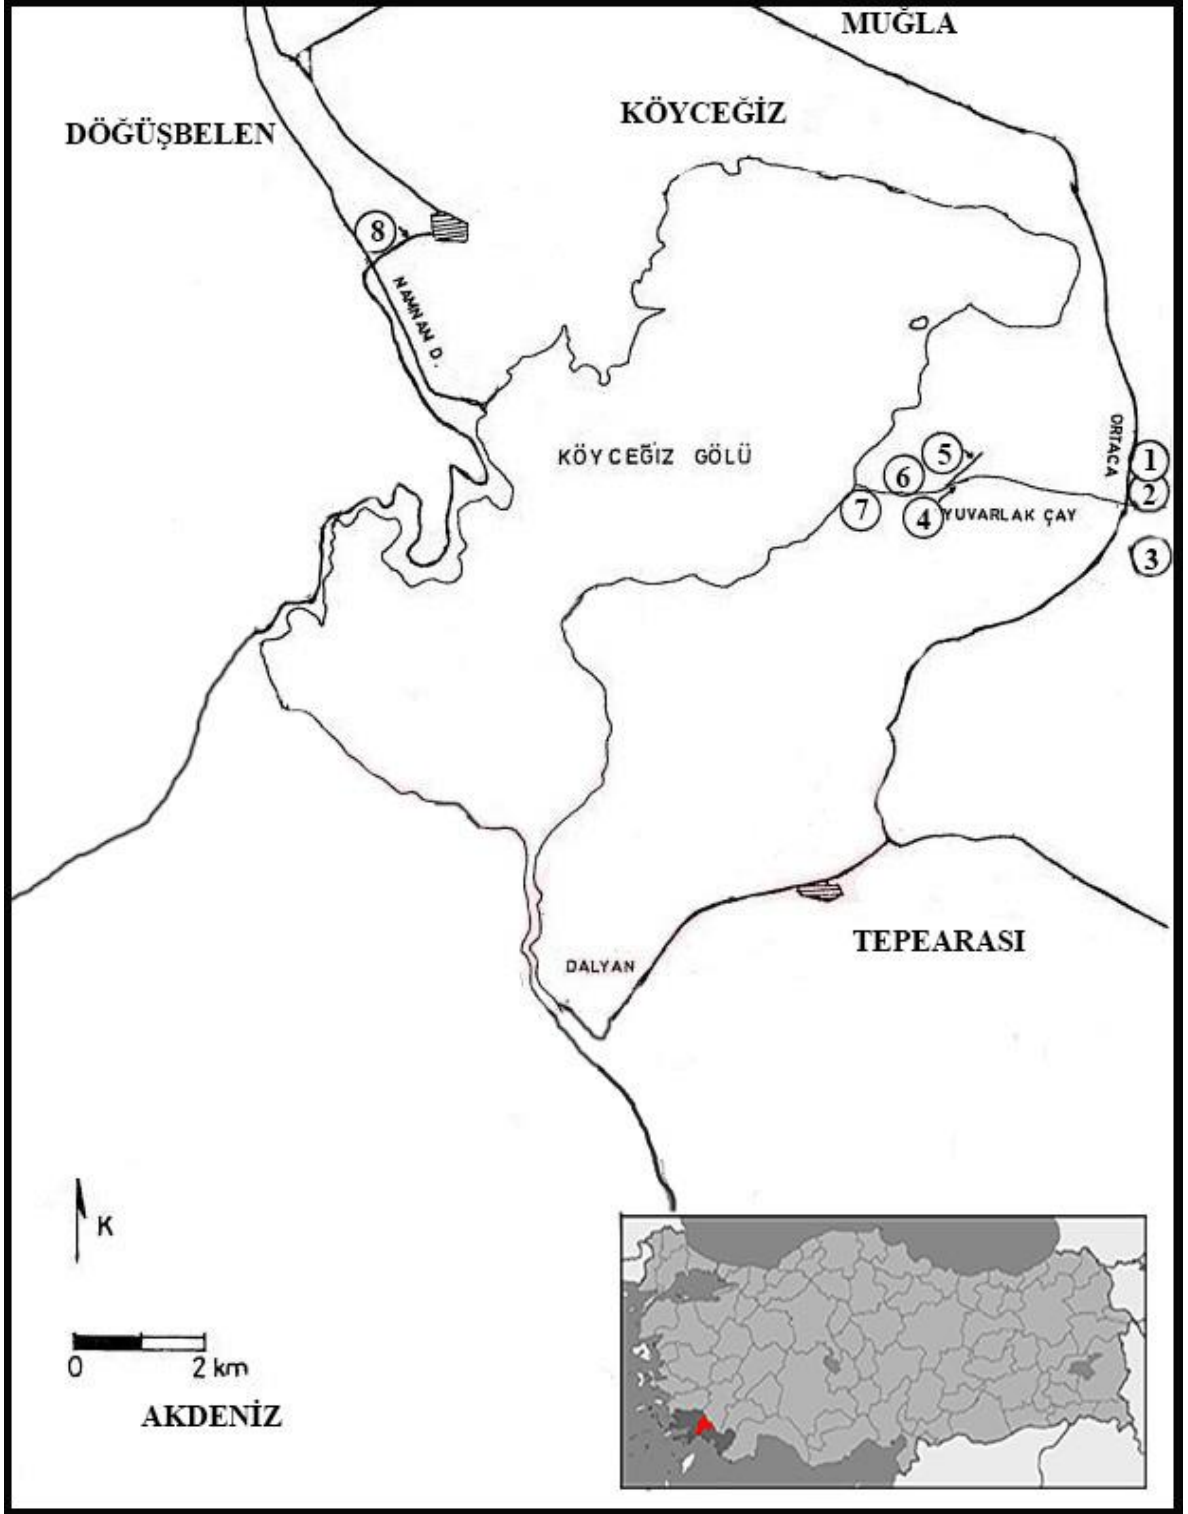 MUĞLA
KÖYCEĞİZ
DÖĞÜŞBELEN
8
NAMNAM D.
KÖYCEĞİZ GÖLÜ
ORTACA
1
2
3
5
6
4
7
YUVARLAK ÇAY
TEPEARASI
DALYAN
K
0 2 km
AKDENİZ